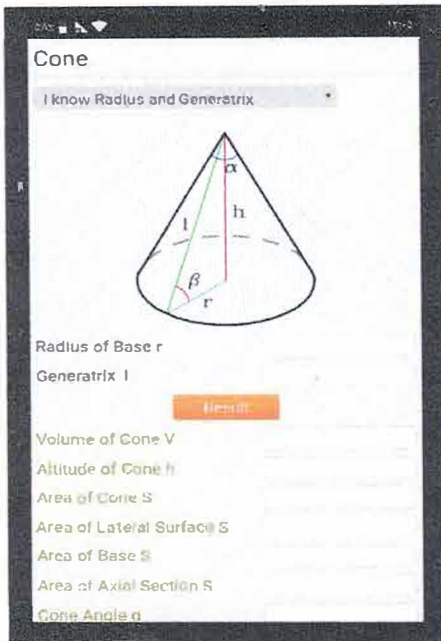 Cone
I know Radius and Generatrix
α
l
h
β
r
Radius of Base r
Generatrix l
Result
Volume of Cone V
Altitude of Cone h
Area of Cone S
Area of Lateral Surface S
Area of Base S
Area of Axial Section S
Cone Angle α